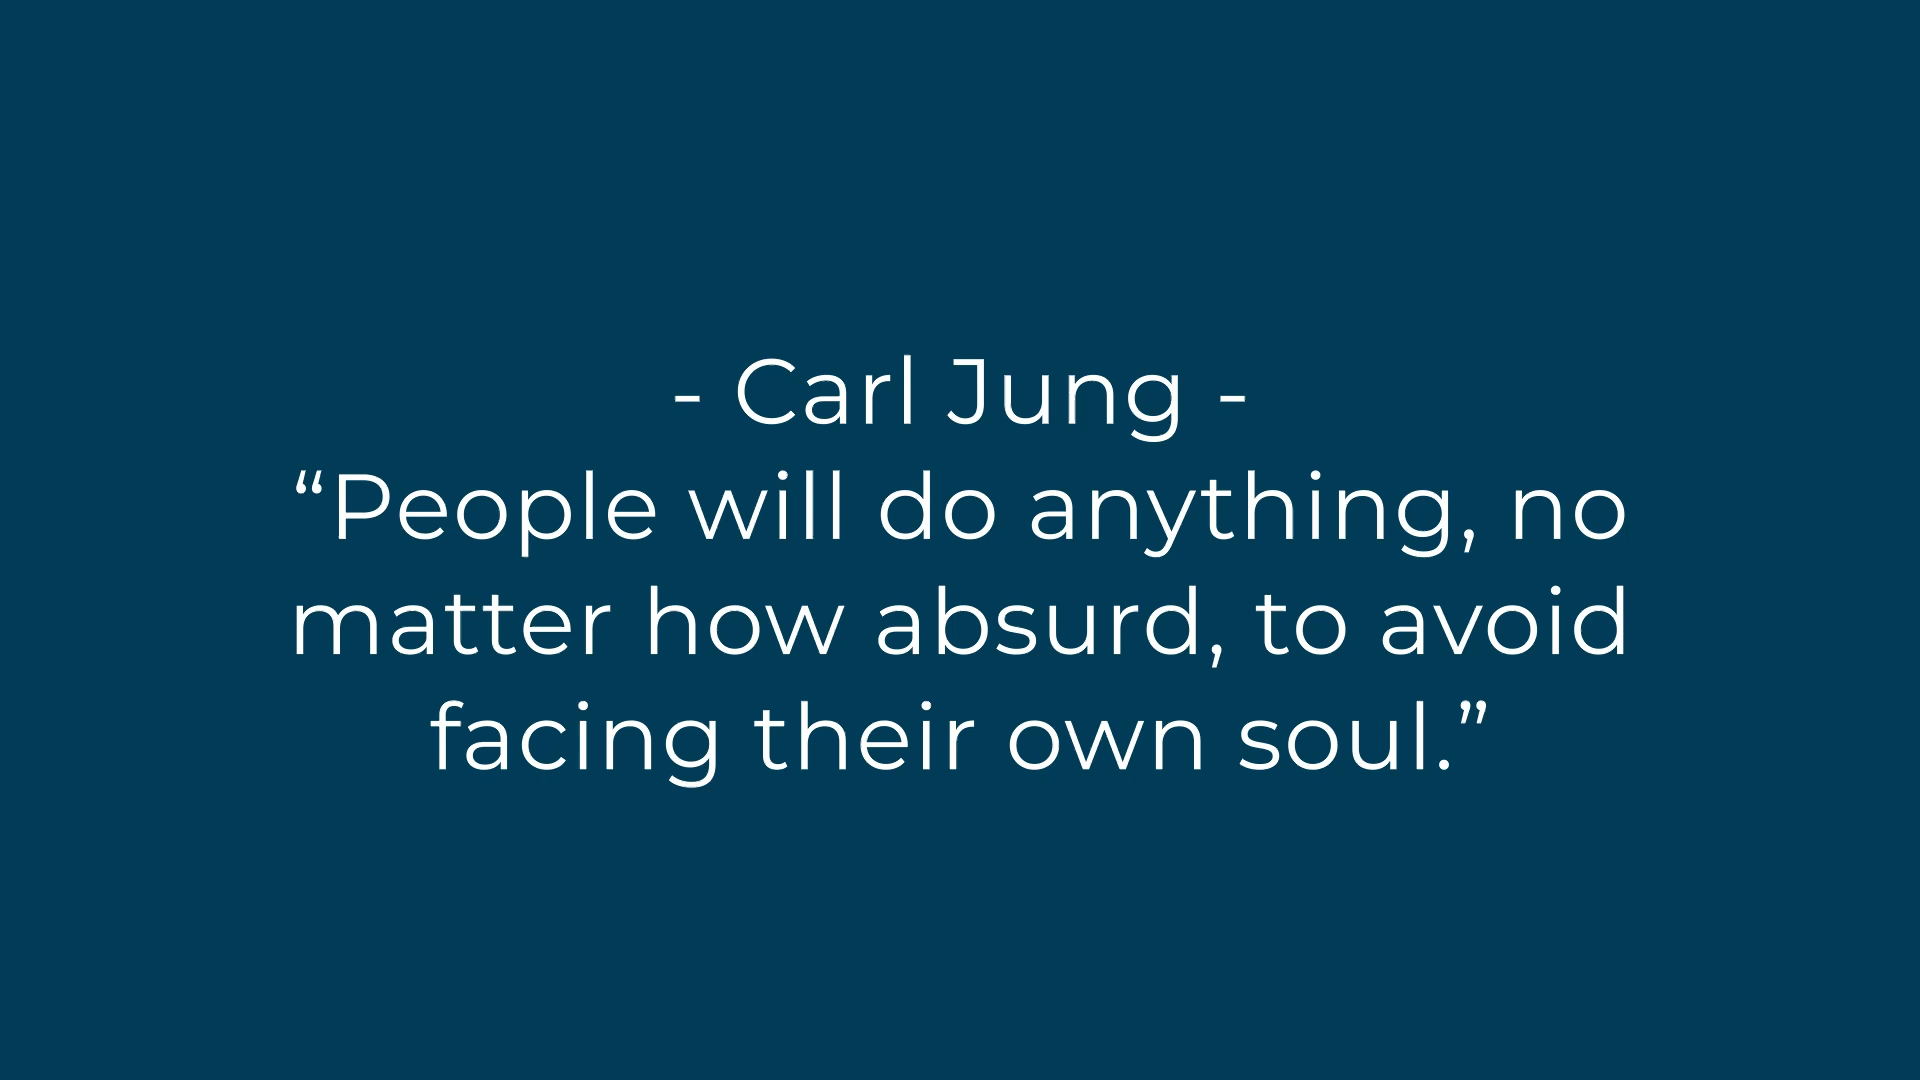 - Carl Jung -
“People will do anything, no
matter how absurd, to avoid
facing their own soul.”